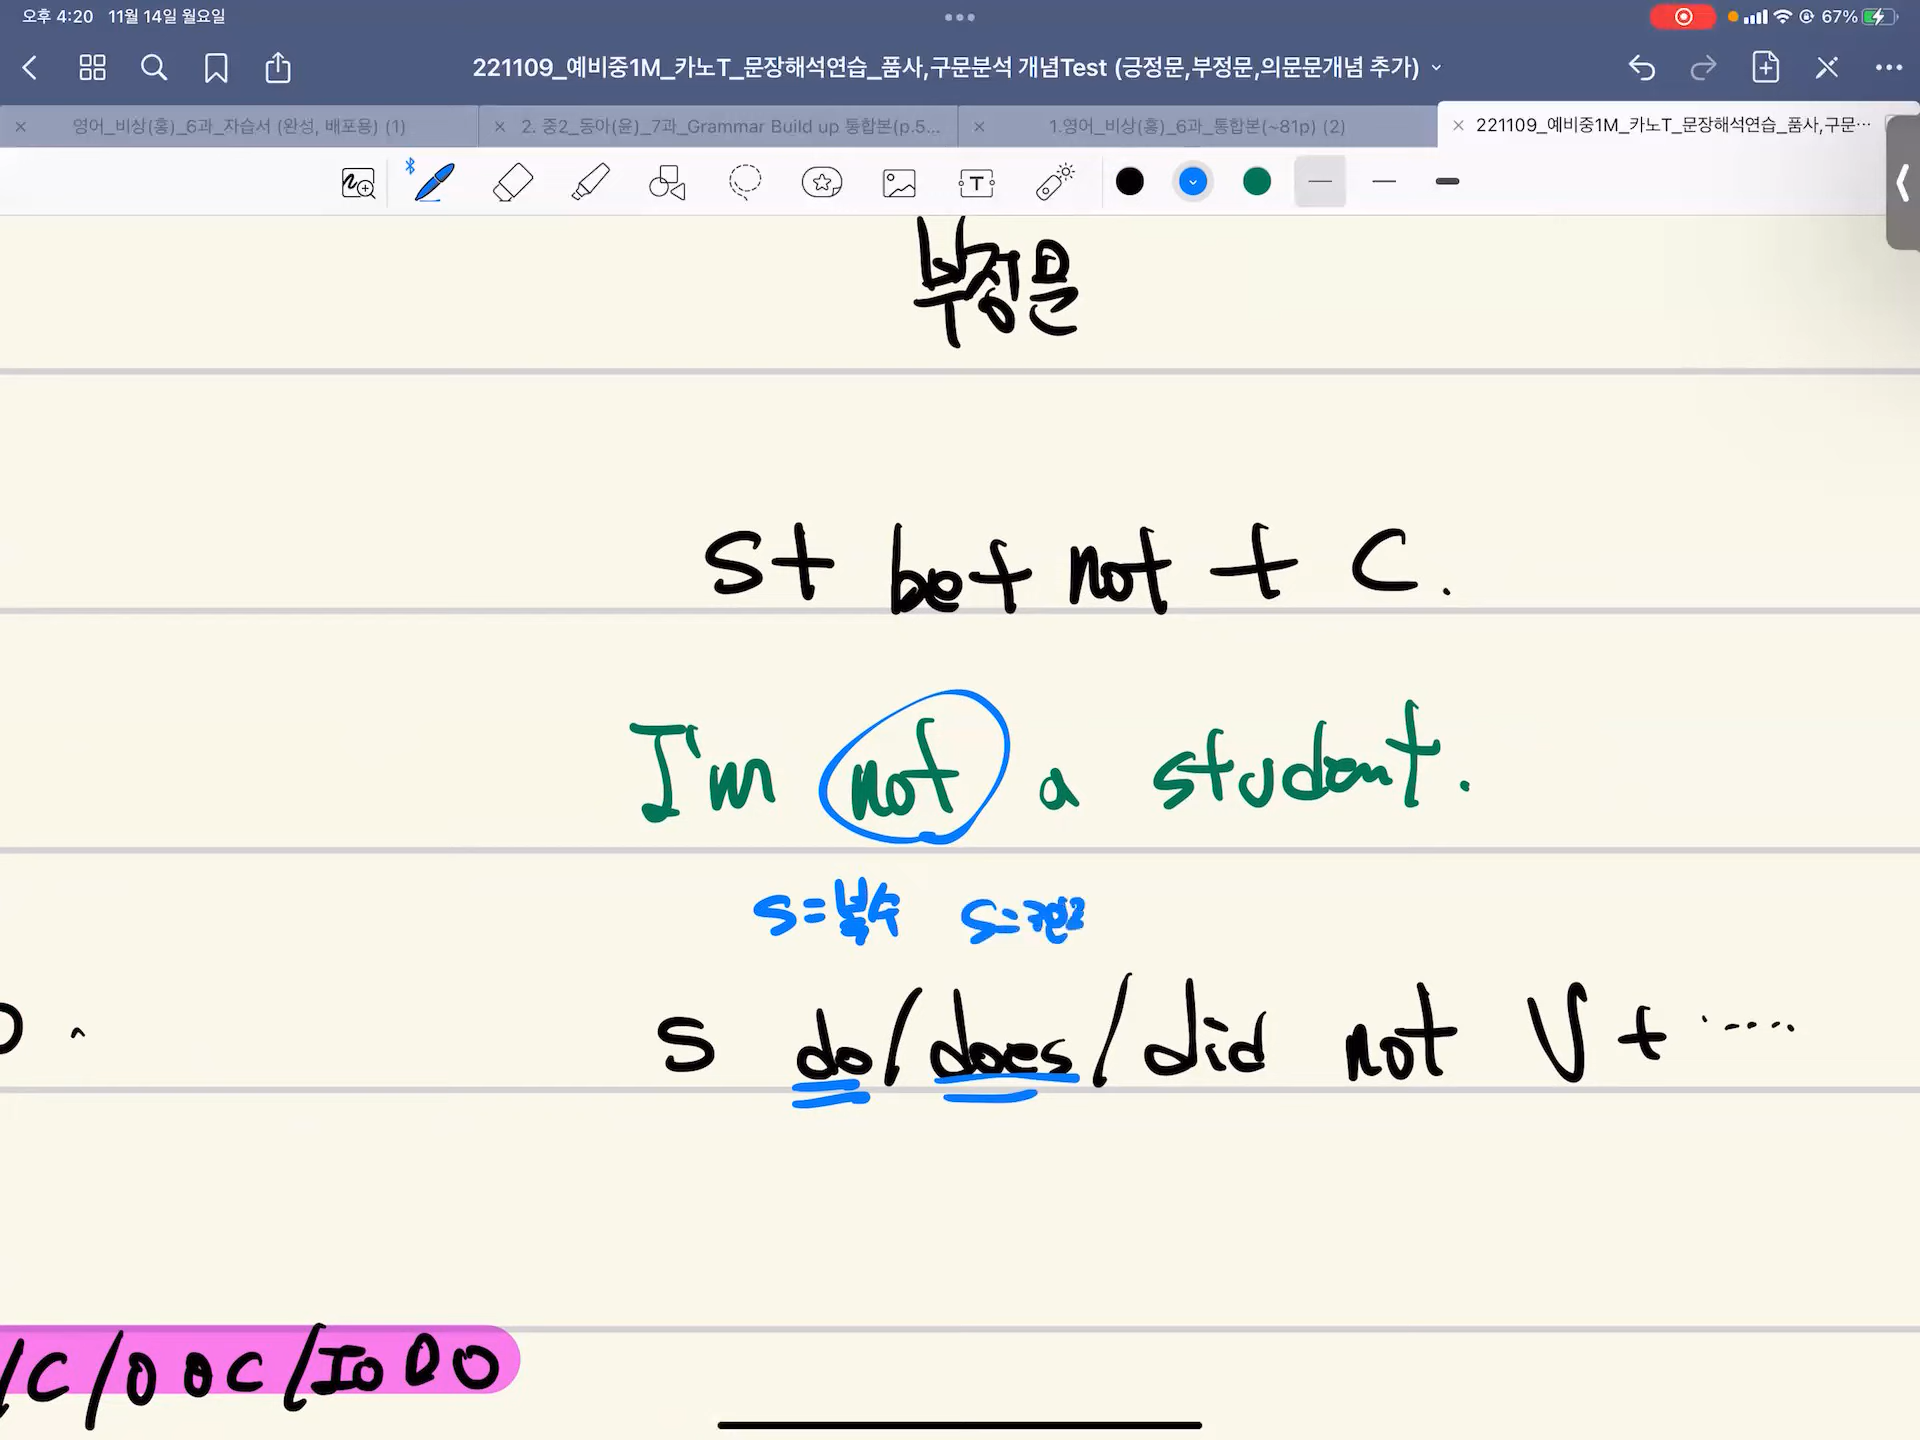 오후 4:20 11월 14일 월요일
67%
221109_예비중1M_카노T_문장해석연습_품사,구문분석 개념Test (긍정문,부정문,의문문개념 추가)
영어_비상(홍)_6과_자습서 (완성, 배포용) (1)
2. 중2_동아(윤)_7과_Grammar Build up 통합본(p.5...
1.영어_비상(홍)_6과_통합본(~81p) (2)
221109_예비중1M_카노T_문장해석연습_품사,구문…
부정문
S+ be+ not + C.
I'm not a student.
S=복수 S=
S do/does/did not V + .....
/C/O OC/IO DO